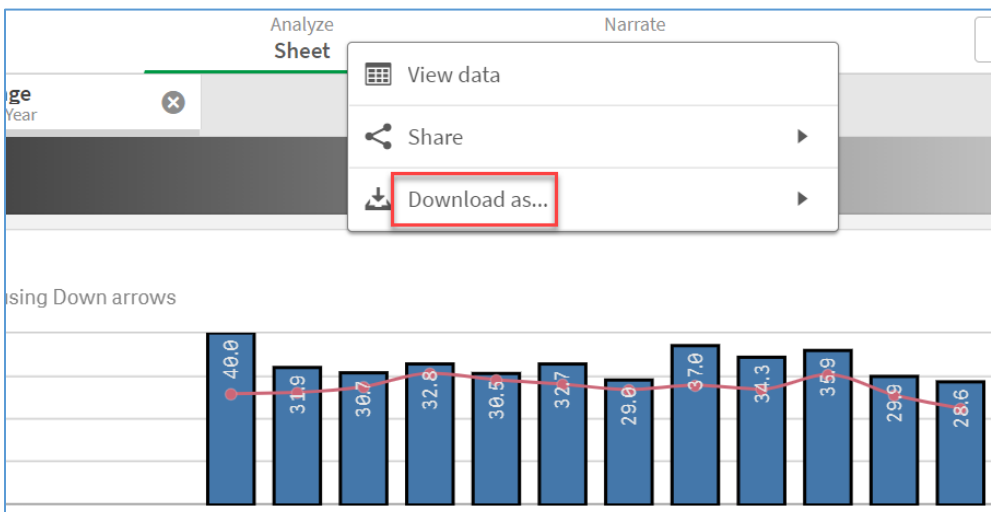 Analyze
Narrate
Sheet
View data
ge
Year
Share
Download as...
sing Down arrows
40.0
31.9
30.7
32.8
30.5
32.7
29.0
37.0
34.3
35.9
29.9
28.6